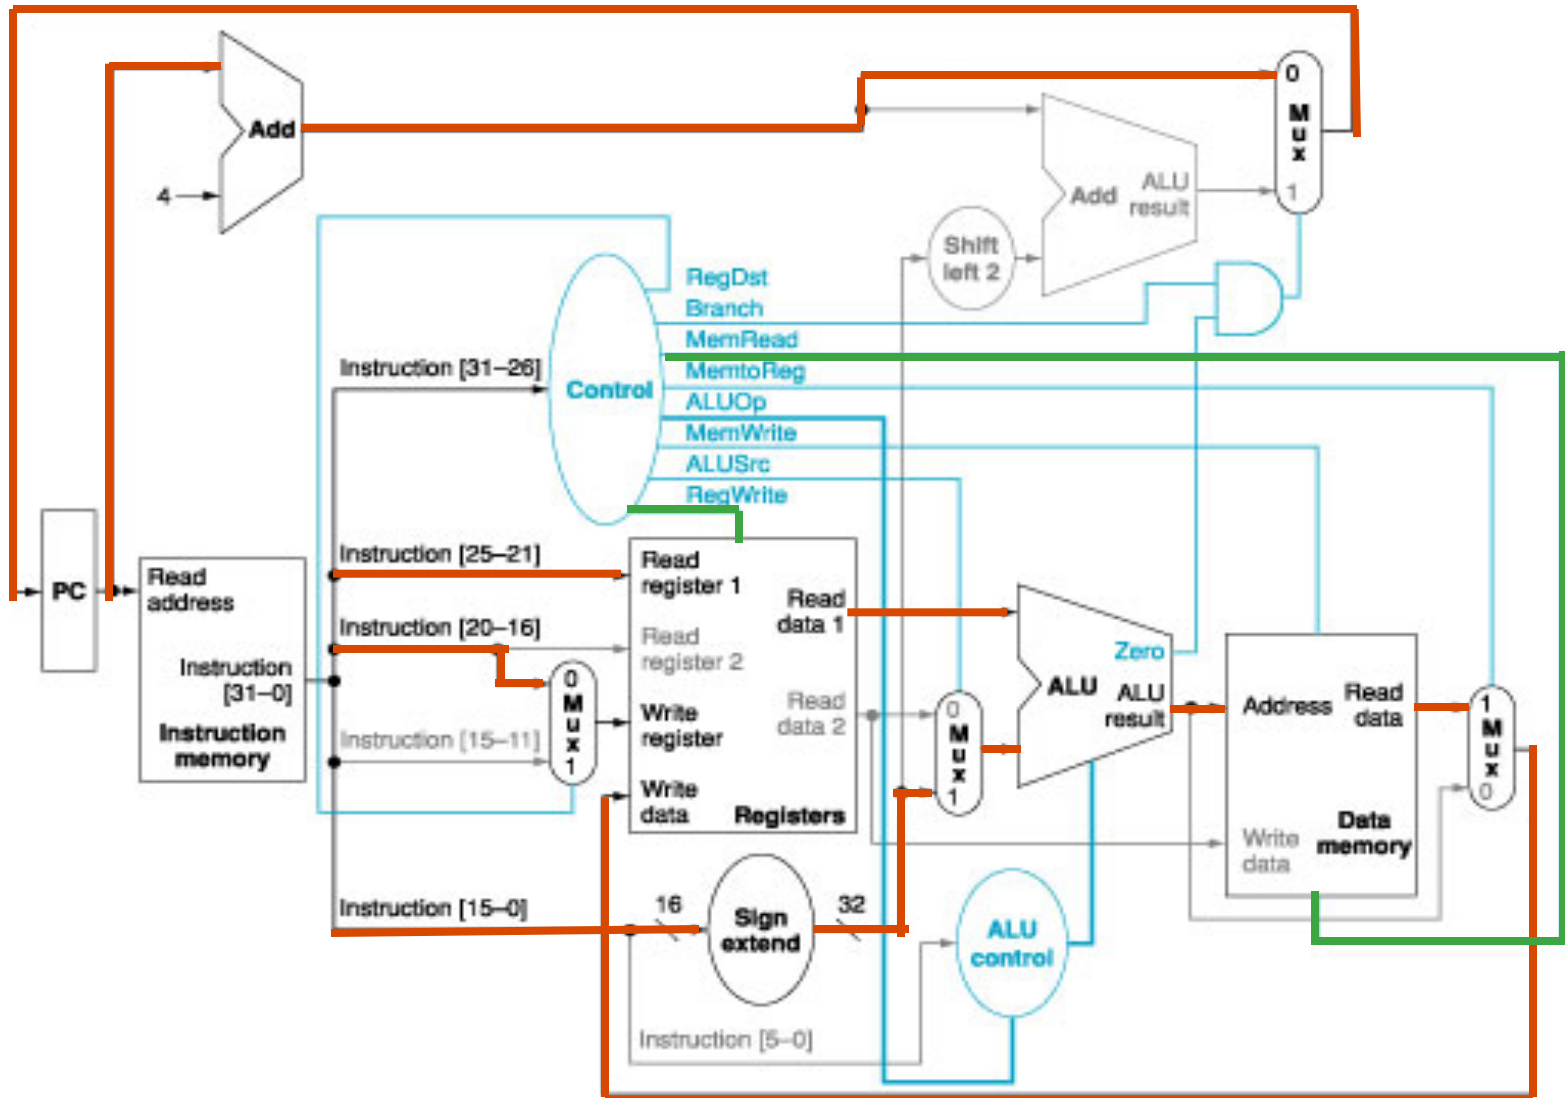 0
M
u
x
1
Add
4
Add
ALU
result
Shift
left 2
RegDst
Branch
MemRead
MemtoReg
ALUOp
MemWrite
ALUSrc
RegWrite
Control
Instruction [31–26]
Instruction [25–21]
Instruction [20–16]
Instruction [15–11]
Instruction [15–0]
PC
Read
address
Instruction
[31–0]
Instruction
memory
0
M
u
x
1
Read
register 1
Read
register 2
Write
register
Write
data
Read
data 1
Read
data 2
Registers
0
M
u
x
1
Zero
ALU
ALU
result
Address
Read
data
Write
data
Data
memory
1
M
u
x
0
16
Sign
extend
32
ALU
control
Instruction [5–0]